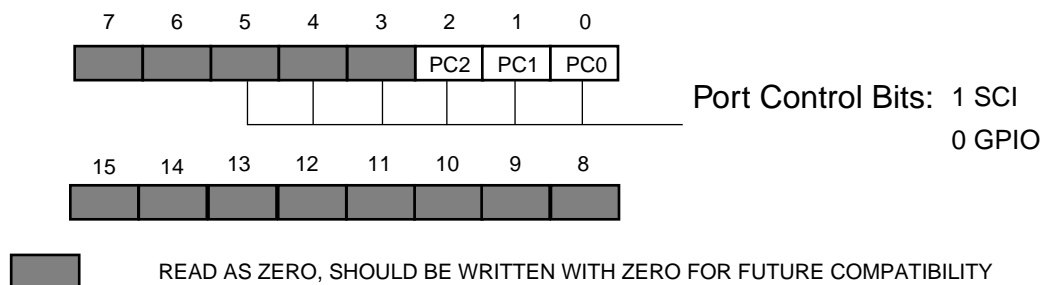 7 6 5 4 3 2 1 0
PC2 PC1 PC0
Port Control Bits: 1 SCI
0 GPIO
15 14 13 12 11 10 9 8
READ AS ZERO, SHOULD BE WRITTEN WITH ZERO FOR FUTURE COMPATIBILITY